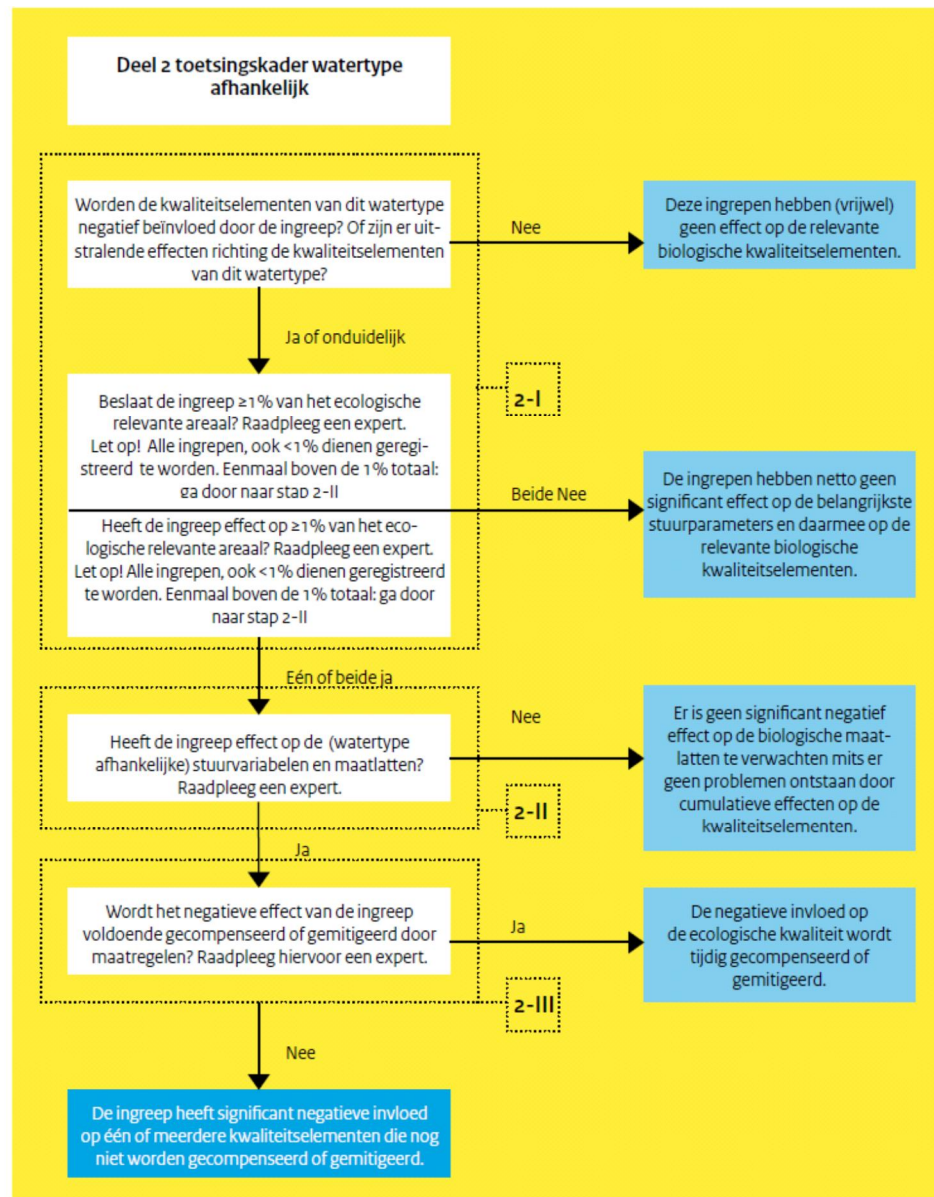 Deel 2 toetsingskader watertype
afhankelijk
Worden de kwaliteitselementen van dit watertype
negatief beïnvloed door de ingreep? Of zijn er uit-
stralende effecten richting de kwaliteitselementen
van dit watertype?
Nee
Deze ingrepen hebben (vrijwel)
geen effect op de relevante
biologische kwaliteitselementen.
Ja of onduidelijk
2-I
Beslaat de ingreep ≥1% van het ecologische
relevante areaal? Raadpleeg een expert.
Let op! Alle ingrepen, ook <1% dienen geregi-
streerd te worden. Eenmaal boven de 1% totaal:
ga door naar stap 2-II
Heeft de ingreep effect op ≥1% van het eco-
logische relevante areaal? Raadpleeg een expert.
Let op! Alle ingrepen, ook <1% dienen geregistreerd
te worden. Eenmaal boven de 1% totaal: ga door
naar stap 2-II
Beide Nee
De ingrepen hebben netto geen
significant effect op de belangrijkste
stuurparameters en daarmee op de
relevante biologische
kwaliteitselementen.
Eén of beide ja
Heeft de ingreep effect op de (watertype
afhankelijke) stuurvariabelen en maatlatten?
Raadpleeg een expert.
Nee
Er is geen significant negatief
effect op de biologische maat-
latten te verwachten mits er
geen problemen ontstaan door
cumulatieve effecten op de
kwaliteitselementen.
2-II
Ja
Wordt het negatieve effect van de ingreep
voldoende gecompenseerd of gemitigeerd door
maatregelen? Raadpleeg hiervoor een expert.
Ja
De negatieve invloed op
de ecologische kwaliteit wordt
tijdig gecompenseerd of
gemitigeerd.
2-III
Nee
De ingreep heeft significant negatieve invloed
op één of meerdere kwaliteitselementen die nog
niet worden gecompenseerd of gemitigeerd.